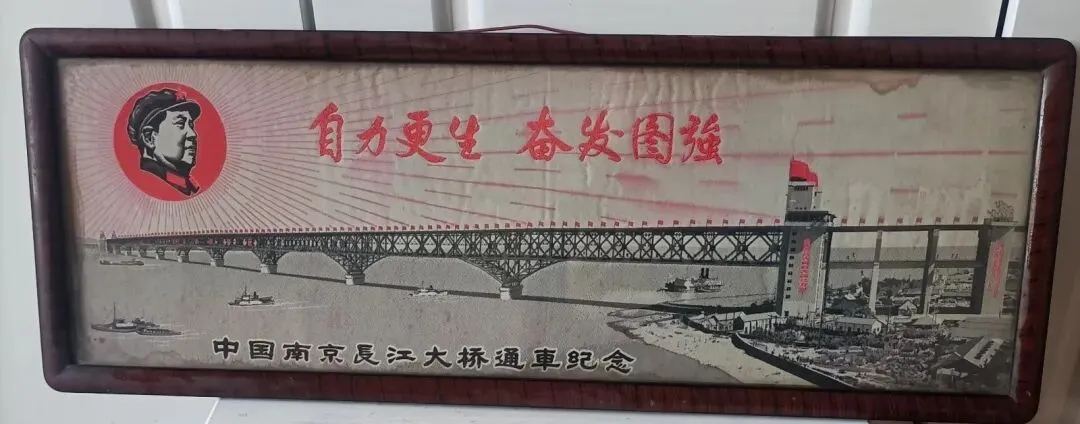 自力更生 奋发图強
中国南京長江大桥通車纪念